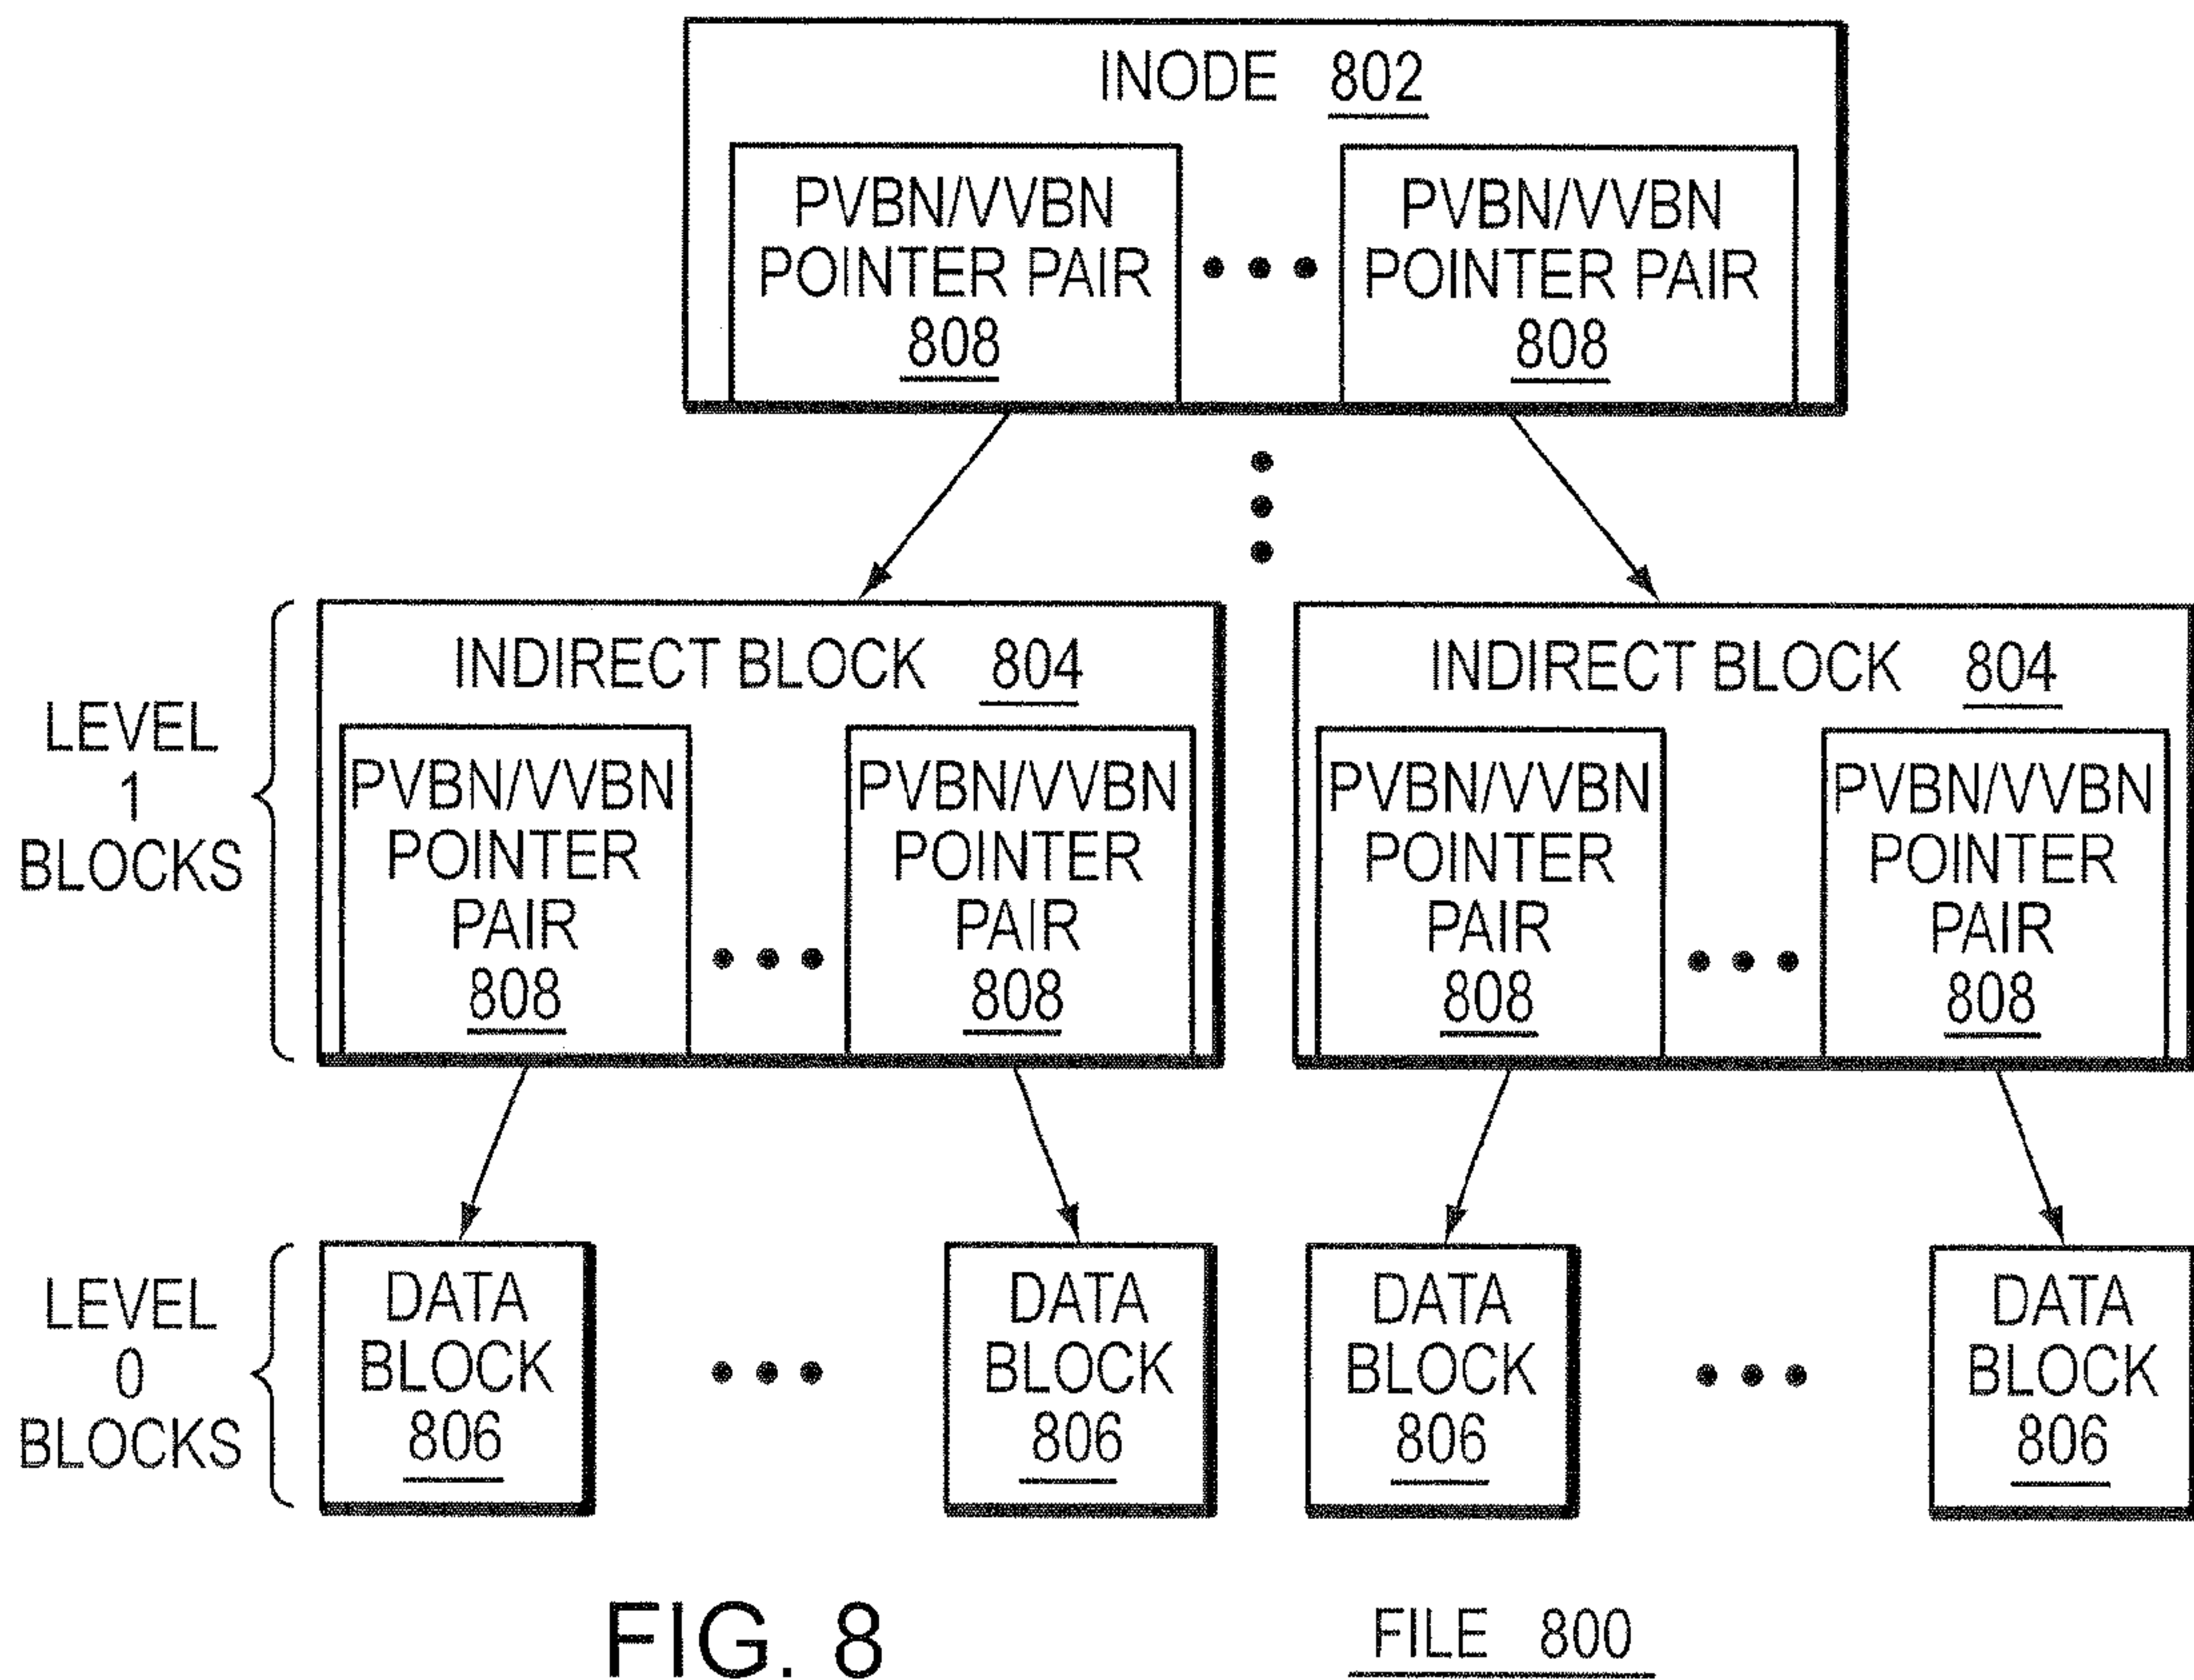 INODE 802
PVBN/VVBN
POINTER PAIR
808
PVBN/VVBN
POINTER PAIR
808
LEVEL
1
BLOCKS
INDIRECT BLOCK 804
PVBN/VVBN
POINTER
PAIR
808
PVBN/VVBN
POINTER
PAIR
808
INDIRECT BLOCK 804
PVBN/VVBN
POINTER
PAIR
808
PVBN/VVBN
POINTER
PAIR
808
LEVEL
0
BLOCKS
DATA
BLOCK
806
DATA
BLOCK
806
DATA
BLOCK
806
DATA
BLOCK
806
FIG. 8
FILE 800